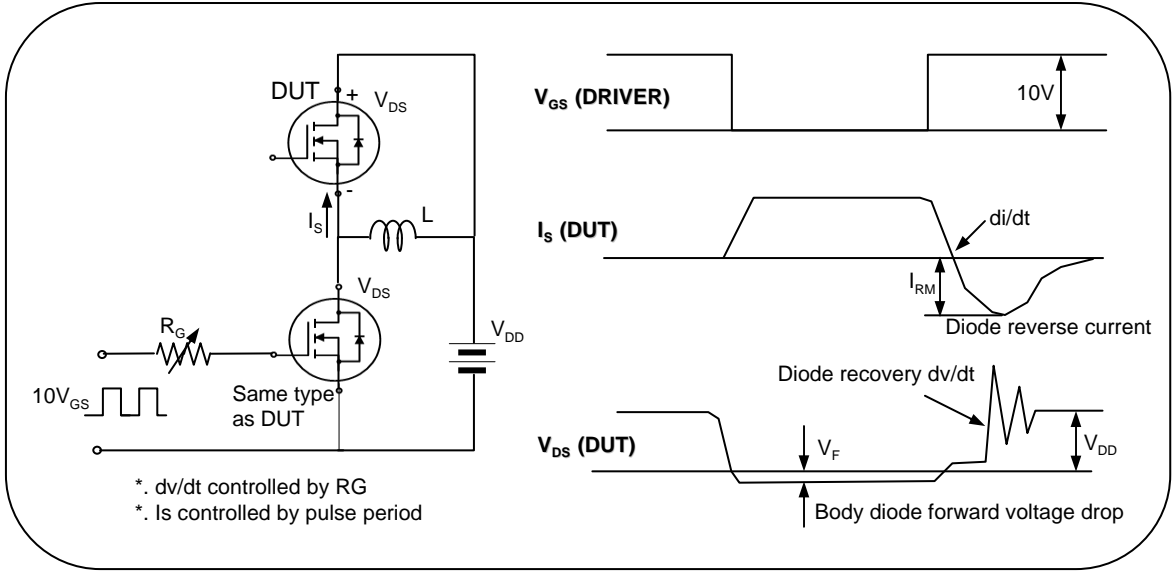 DUT
+
V_DS
-
I_S
L
V_DS
R_G
V_DD
10V_GS
Same type
as DUT
*. dv/dt controlled by RG
*. Is controlled by pulse period
V_GS (DRIVER)
10V
I_S (DUT)
di/dt
I_RM
Diode reverse current
Diode recovery dv/dt
V_DS (DUT)
V_F
V_DD
Body diode forward voltage drop